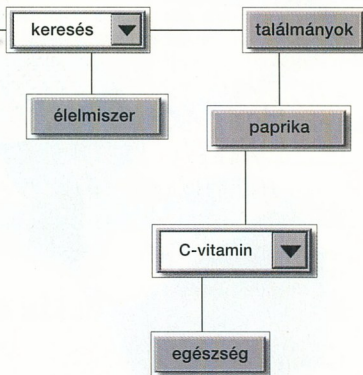 keresés
találmányok
élelmiszer
paprika
C-vitamin
egészség